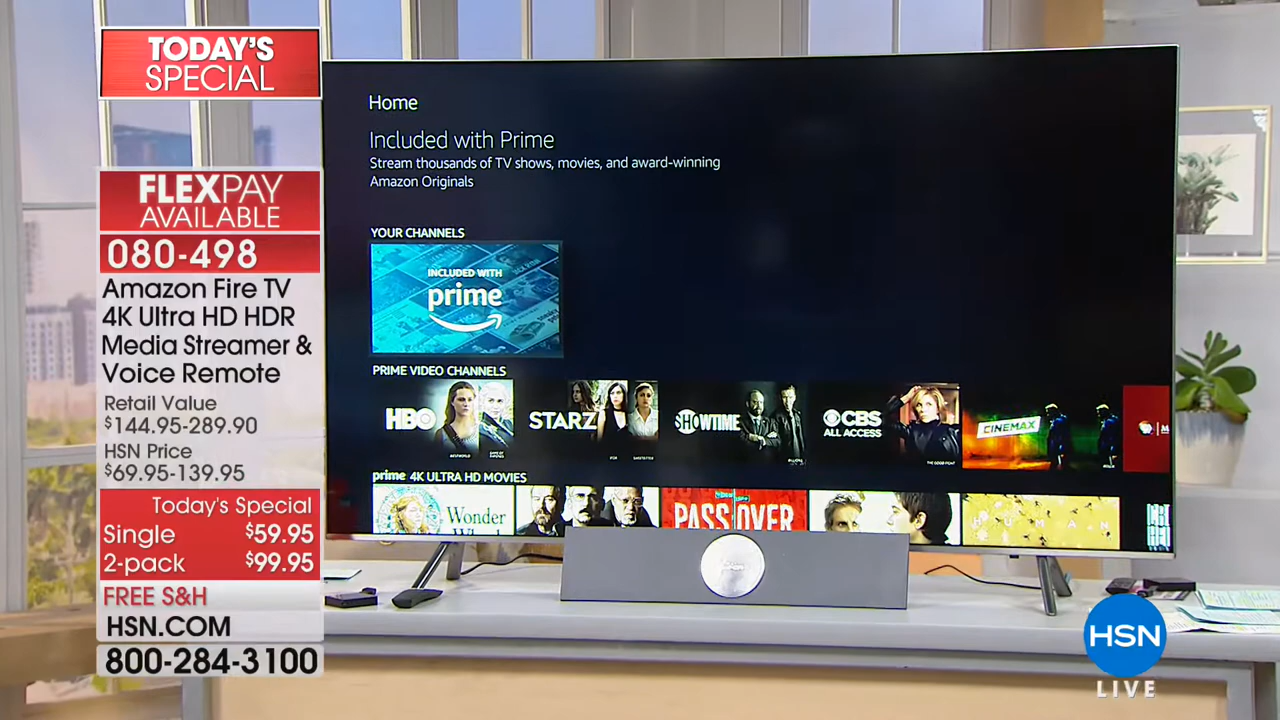 TODAY'S
SPECIAL
FLEXPAY
AVAILABLE
080-498
Amazon Fire TV
4K Ultra HD HDR
Media Streamer &
Voice Remote
Retail Value
$144.95-289.90
HSN Price
$69.95-139.95
Today's Special
Single $59.95
2-pack $99.95
FREE S&H
HSN.COM
800-284-3100
Home
Included with Prime
Stream thousands of TV shows, movies, and award-winning
Amazon Originals
YOUR CHANNELS
INCLUDED WITH
prime
PRIME VIDEO CHANNELS
HBO
STARZ
SHOWTIME
CBS
ALL ACCESS
CINEMAX
prime 4K ULTRA HD MOVIES
Wonder
PASS OVER
HUMAN
HSN
LIVE